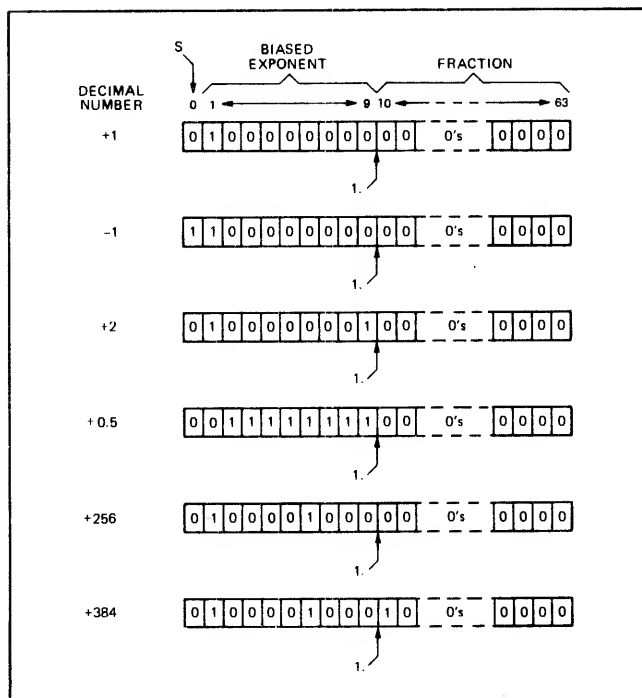 S
BIASED EXPONENT
FRACTION
DECIMAL NUMBER
0 1 9 10 63
+1 0 1 0 0 0 0 0 0 0 0 0 0 0's 0 0 0 0
1.
-1 1 1 0 0 0 0 0 0 0 0 0 0 0's 0 0 0 0
1.
+2 0 1 0 0 0 0 0 0 0 1 0 0 0's 0 0 0 0
1.
+0.5 0 0 1 1 1 1 1 1 1 1 0 0 0's 0 0 0 0
1.
+256 0 1 0 0 0 0 1 0 0 0 0 0 0's 0 0 0 0
1.
+384 0 1 0 0 0 0 1 0 0 0 1 0 0's 0 0 0 0
1.